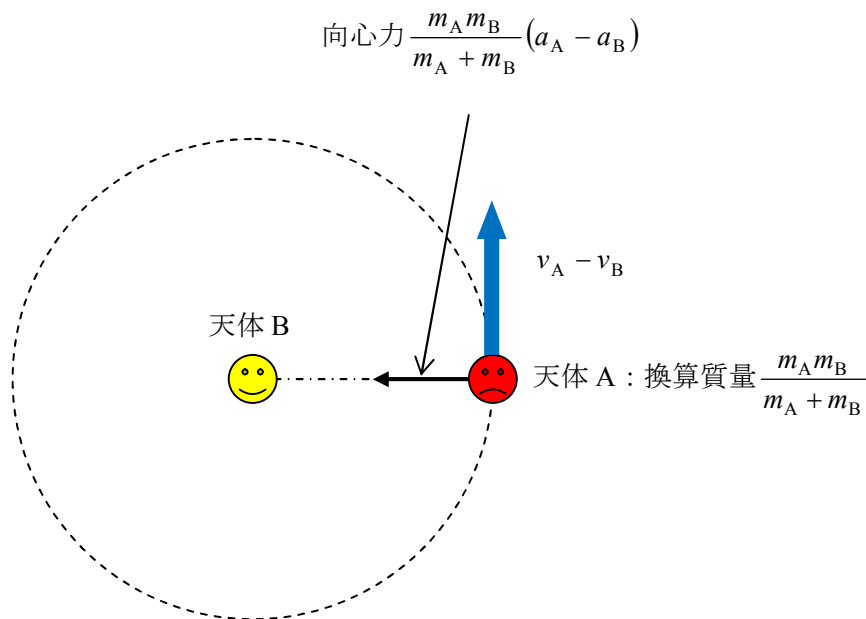 向心力 \frac{m_A m_B}{m_A + m_B}(a_A − a_B)
v_A − v_B
天体 B
天体 A：換算質量 \frac{m_A m_B}{m_A + m_B}